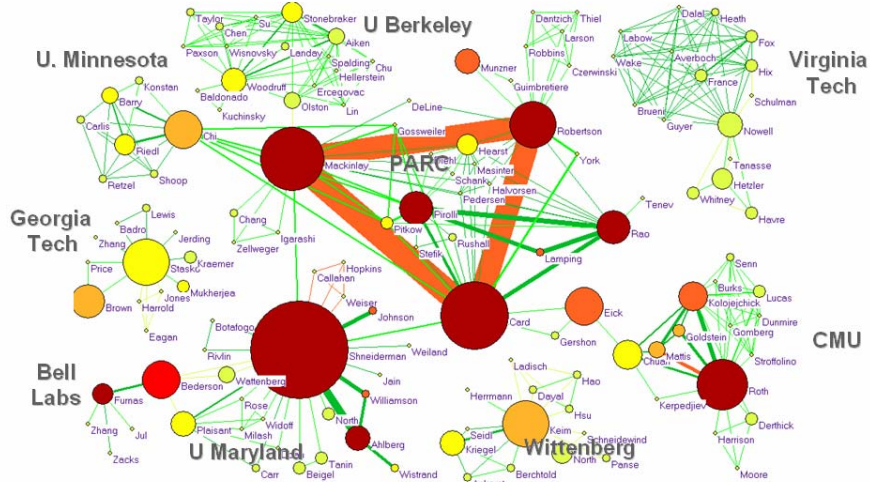 Taylor
Su
Stonebraker
U Berkeley
Chen
Paxson
Wisnovsky
Landay
Aiken
Spalding
Chu
Hellerstein
Ercegovac
Baldonado
Woodruff
Kuchinsky
Olston
Lin
U. Minnesota
Konstan
Barry
Carlis
Riedl
Chi
Retzel
Shoop
Dantzich
Thiel
Larson
Robbins
Munzner
Czerwinski
Guimbretiere
DeLine
Gossweiler
Robertson
Mackinlay
PARC
Hearst
York
Masinter
Schank
Halvorsen
Pedersen
Pirolli
Pitkow
Rushall
Stefik
Lamping
Tenev
Rao
Card
Dalal
Heath
Labow
Fox
Virginia
Tech
Wake
Averboch
Hix
France
Schulman
Brueni
Guyer
Nowell
Tanasse
Hetzler
Whitney
Havre
Georgia
Tech
Lewis
Badro
Zhang
Jerding
Price
Stasko
Kraemer
Mukherjea
Jones
Brown
Harrold
Eagan
Chang
Zellweger
Igarashi
Hopkins
Callahan
Weiser
Johnson
Botafogo
Rivlin
Shneiderman
Weiland
Jain
Wattenberg
Williamson
Bell
Labs
Bederson
Furnas
Zhang
Jul
Zacks
Plaisant
Rose
Widoff
Milash
North
Ahlberg
U Maryland
Carr
Beigel
Tanin
Wistrand
Eick
Gershon
Ladisch
Hao
Herrmann
Dayal
Hsu
Seidl
Keim
Kriegel
Wittenberg
Schneidewind
North
Panse
Berchtold
Senn
Burks
Kolojejchick
Lucas
Goldstein
Dunmire
Gomberg
CMU
Chuah
Mattis
Stroffolino
Roth
Kerpedjiev
Derthick
Harrison
Moore